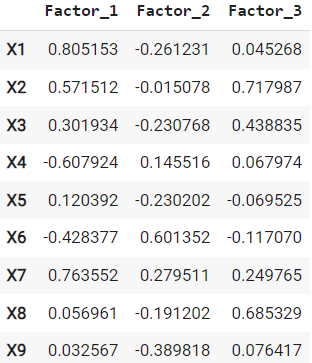 Factor_1 Factor_2 Factor_3
X1 0.805153 -0.261231 0.045268
X2 0.571512 -0.015078 0.717987
X3 0.301934 -0.230768 0.438835
X4 -0.607924 0.145516 0.067974
X5 0.120392 -0.230202 -0.069525
X6 -0.428377 0.601352 -0.117070
X7 0.763552 0.279511 0.249765
X8 0.056961 -0.191202 0.685329
X9 0.032567 -0.389818 0.076417